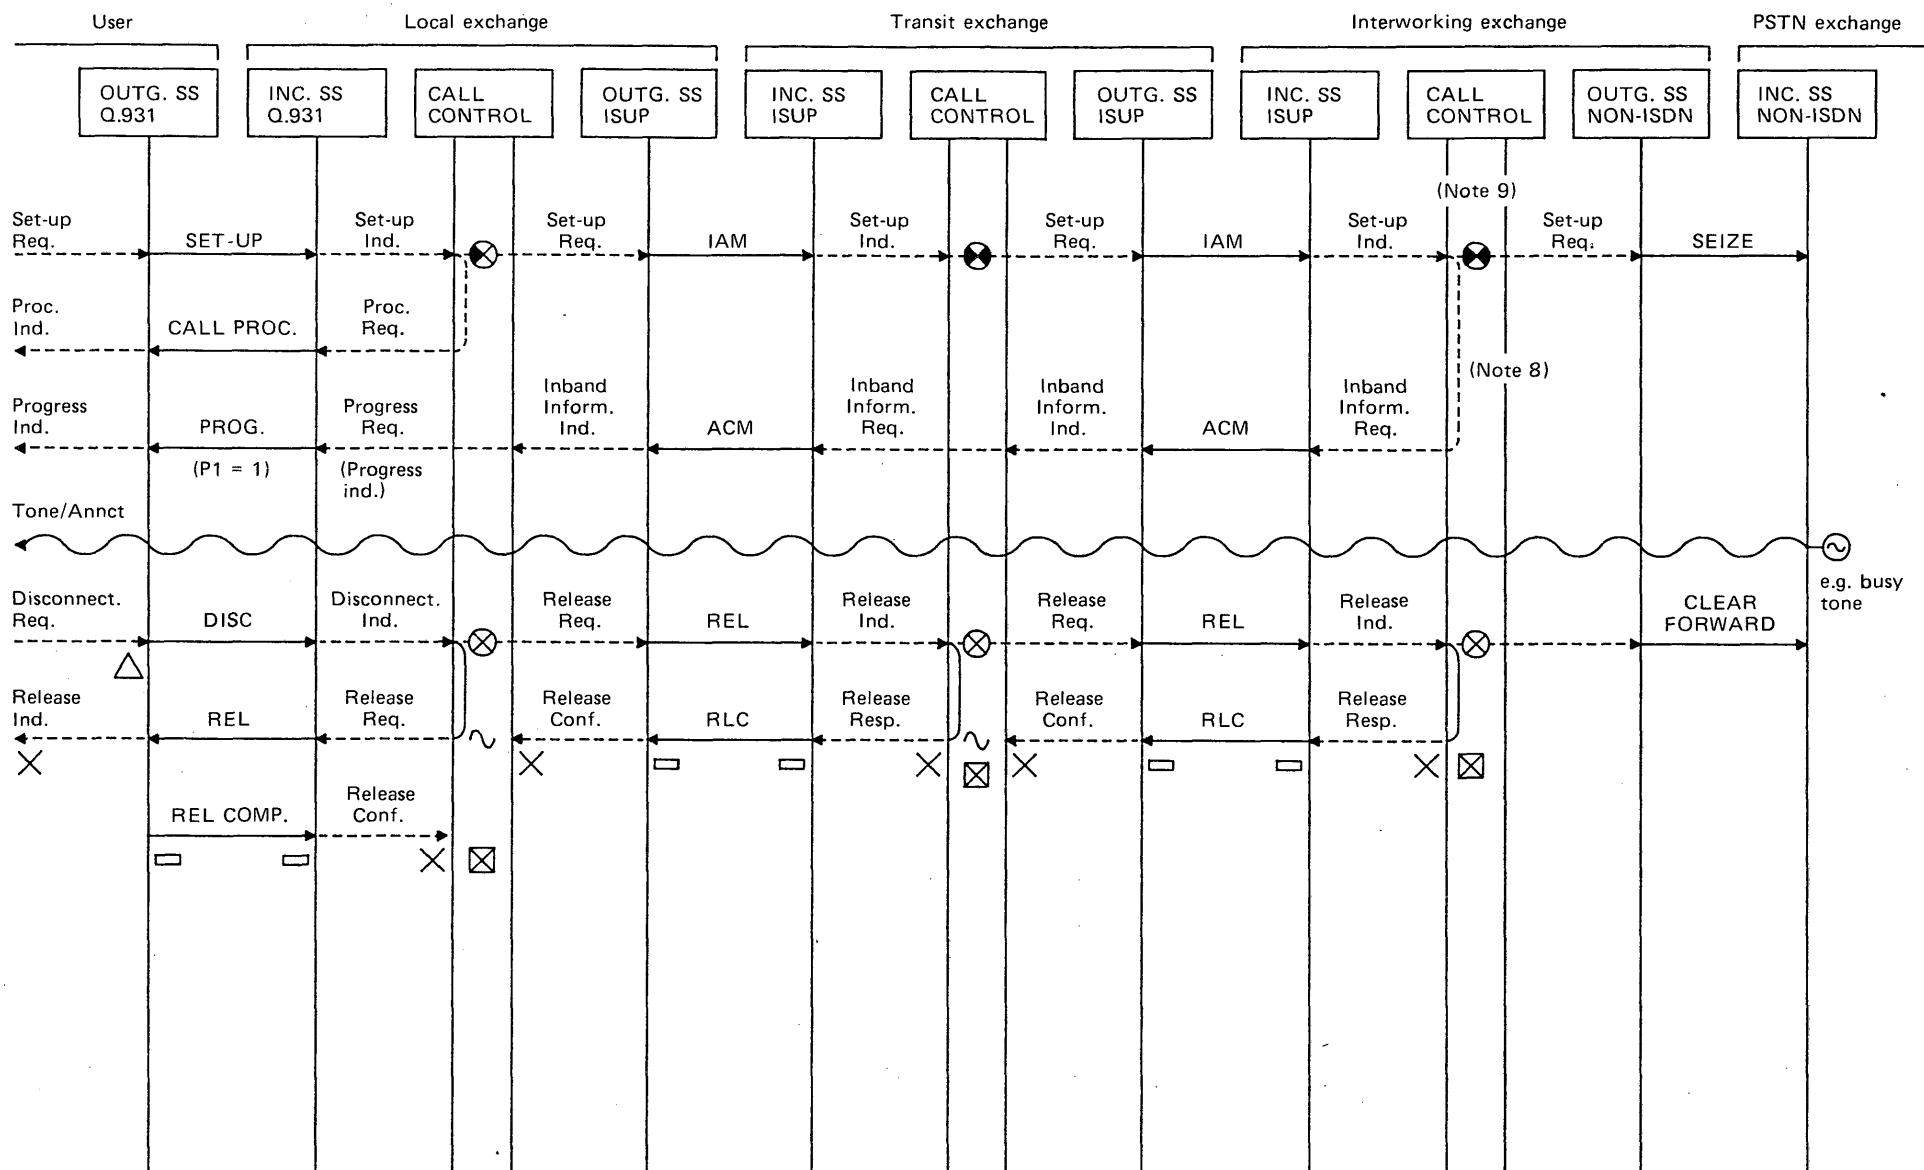 User
Local exchange
Transit exchange
Interworking exchange
PSTN exchange
OUTG. SS
Q.931
INC. SS
Q.931
CALL
CONTROL
OUTG. SS
ISUP
INC. SS
ISUP
CALL
CONTROL
OUTG. SS
ISUP
INC. SS
ISUP
CALL
CONTROL
OUTG. SS
NON-ISDN
INC. SS
NON-ISDN
(Note 9)
Set-up
Req.
SET-UP
Set-up
Ind.
Set-up
Req.
IAM
Set-up
Ind.
Set-up
Req.
IAM
Set-up
Ind.
Set-up
Req.
SEIZE
Proc.
Ind.
CALL PROC.
Proc.
Req.
(Note 8)
Progress
Ind.
PROG.
(P1 = 1)
Progress
Req.
(Progress
ind.)
Inband
Inform.
Ind.
ACM
Inband
Inform.
Req.
Inband
Inform.
Ind.
ACM
Inband
Inform.
Req.
Tone/Annct
e.g. busy
tone
Disconnect.
Req.
DISC
Disconnect.
Ind.
Release
Req.
REL
Release
Ind.
Release
Req.
REL
Release
Ind.
CLEAR
FORWARD
Release
Ind.
REL
Release
Req.
Release
Conf.
RLC
Release
Resp.
Release
Conf.
RLC
Release
Resp.
REL COMP.
Release
Conf.